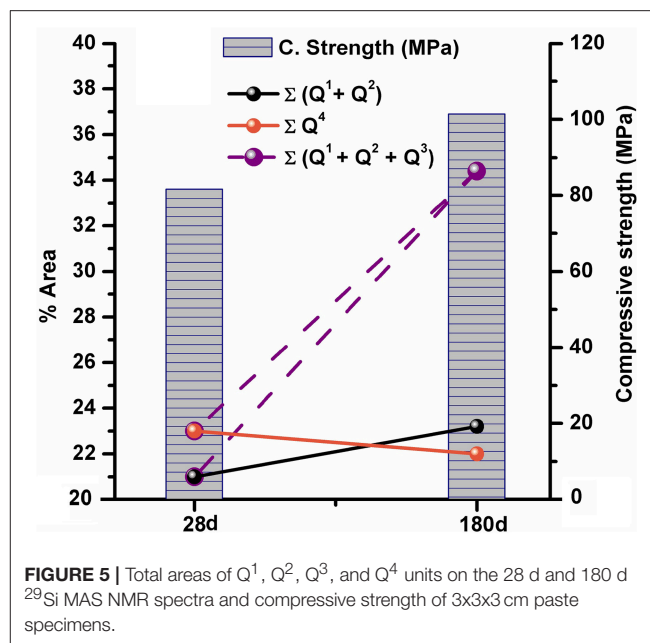 40
38
36
34
32
30
28
26
24
22
20
% Area
C. Strength (MPa)
Σ (Q¹+ Q²)
Σ Q⁴
Σ (Q¹ + Q² + Q³)
120
100
80
60
40
20
0
Compressive strength (MPa)
28d
180d
FIGURE 5 | Total areas of Q¹, Q², Q³, and Q⁴ units on the 28 d and 180 d
²⁹Si MAS NMR spectra and compressive strength of 3x3x3 cm paste
specimens.